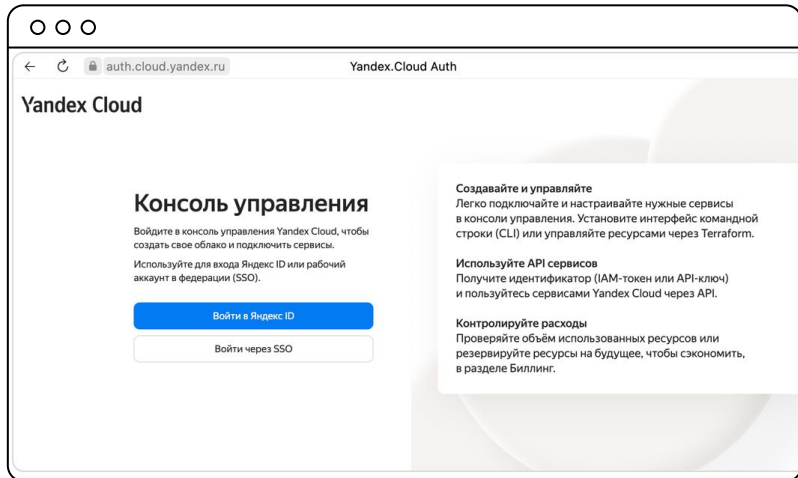 auth.cloud.yandex.ru
Yandex.Cloud Auth
Yandex Cloud
Консоль управления
Войдите в консоль управления Yandex Cloud, чтобы
создать свое облако и подключить сервисы.
Используйте для входа Яндекс ID или рабочий
аккаунт в федерации (SSO).
Войти в Яндекс ID
Войти через SSO
Создавайте и управляйте
Легко подключайте и настраивайте нужные сервисы
в консоли управления. Установите интерфейс командной
строки (CLI) или управляйте ресурсами через Terraform.
Используйте API сервисов
Получите идентификатор (IAM-токен или API-ключ)
и пользуйтесь сервисами Yandex Cloud через API.
Контролируйте расходы
Проверяйте объём использованных ресурсов или
резервируйте ресурсы на будущее, чтобы сэкономить,
в разделе Биллинг.